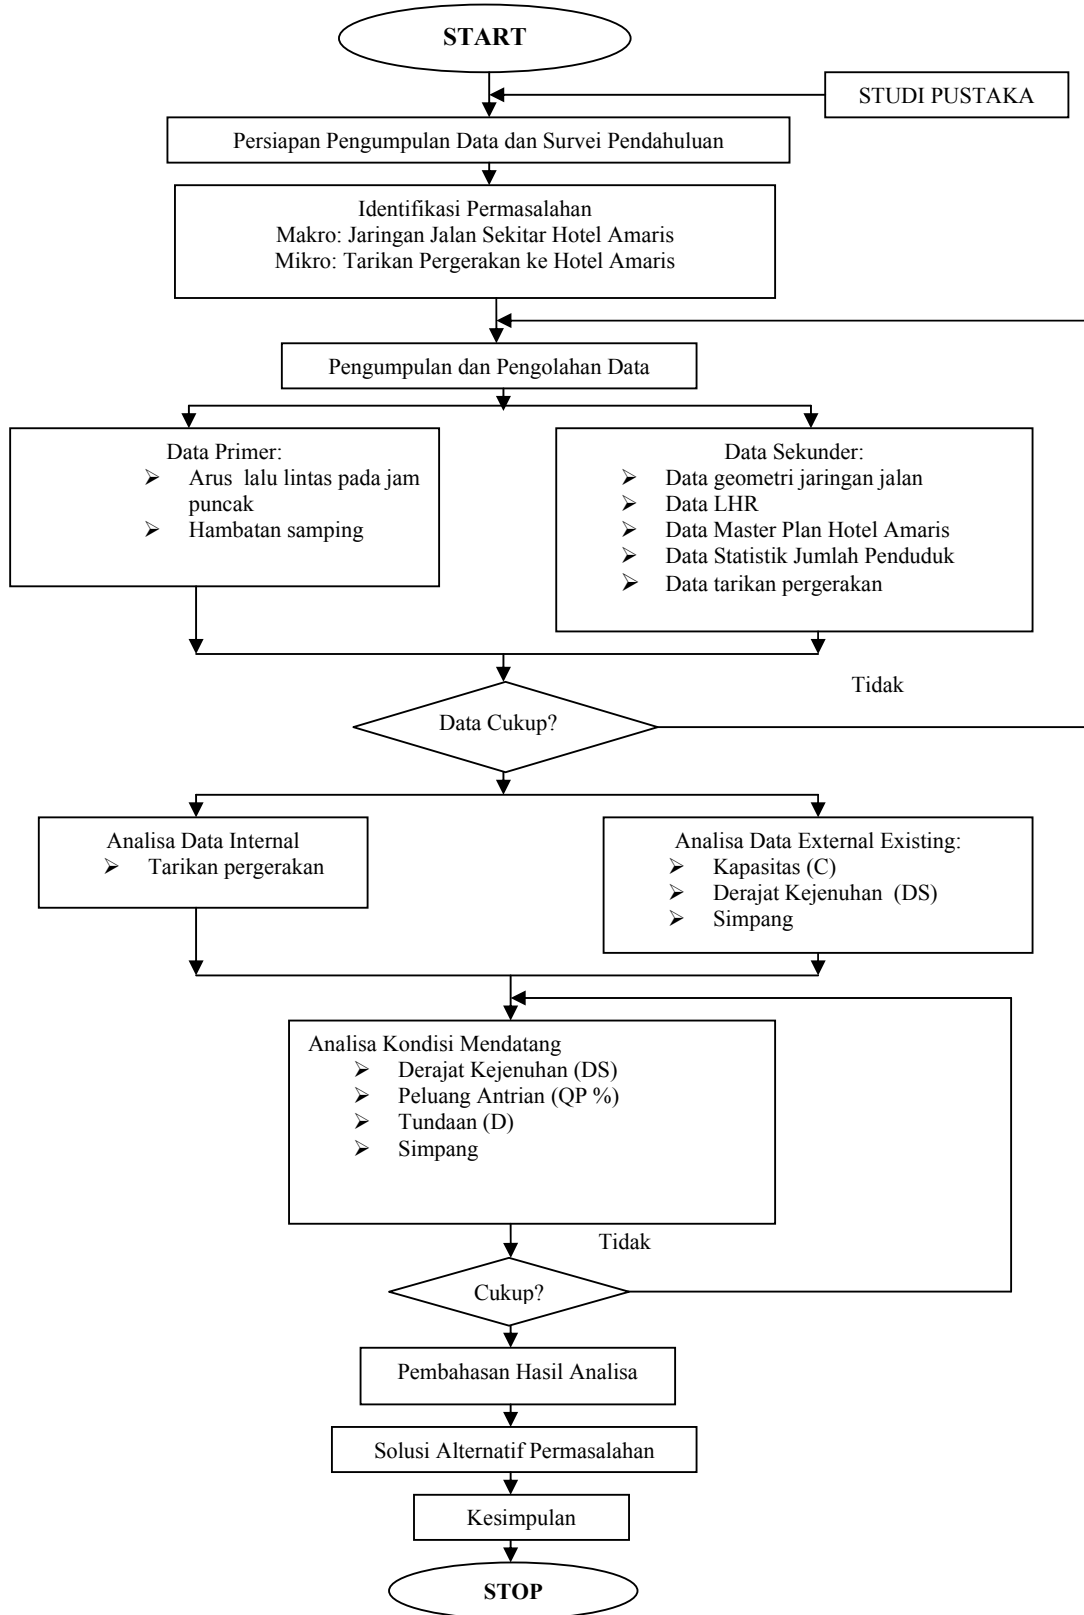 START
STUDI PUSTAKA
Persiapan Pengumpulan Data dan Survei Pendahuluan
Identifikasi Permasalahan
Makro: Jaringan Jalan Sekitar Hotel Amaris
Mikro: Tarikan Pergerakan ke Hotel Amaris
Pengumpulan dan Pengolahan Data
Data Primer:
➢ Arus lalu lintas pada jam
puncak
➢ Hambatan samping
Data Sekunder:
➢ Data geometri jaringan jalan
➢ Data LHR
➢ Data Master Plan Hotel Amaris
➢ Data Statistik Jumlah Penduduk
➢ Data tarikan pergerakan
Tidak
Data Cukup?
Analisa Data Internal
➢ Tarikan pergerakan
Analisa Data External Existing:
➢ Kapasitas (C)
➢ Derajat Kejenuhan (DS)
➢ Simpang
Analisa Kondisi Mendatang
➢ Derajat Kejenuhan (DS)
➢ Peluang Antrian (QP %)
➢ Tundaan (D)
➢ Simpang
Tidak
Cukup?
Pembahasan Hasil Analisa
Solusi Alternatif Permasalahan
Kesimpulan
STOP